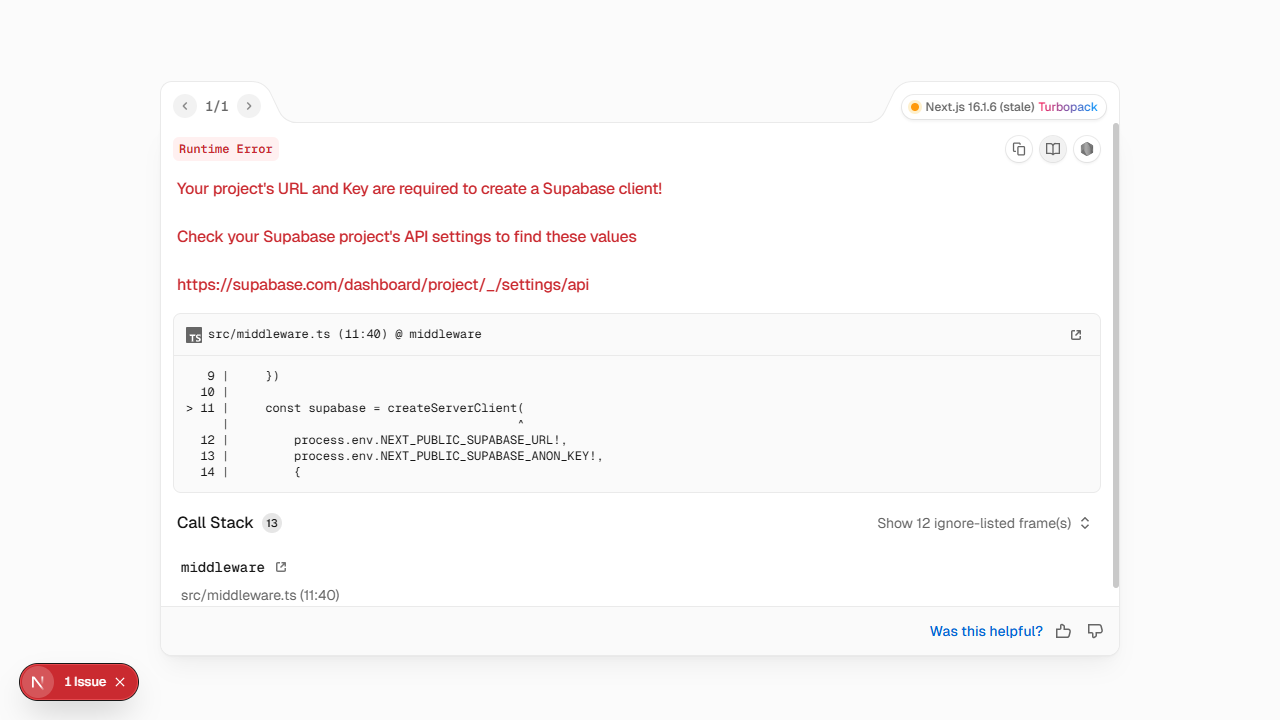 1/1
Next.js 16.1.6 (stale) Turbopack
Runtime Error
Your project's URL and Key are required to create a Supabase client!
Check your Supabase project's API settings to find these values
https://supabase.com/dashboard/project/_/settings/api
TS src/middleware.ts (11:40) @ middleware
9 |     })
10 |
> 11 |     const supabase = createServerClient(
|                                         ^
12 |         process.env.NEXT_PUBLIC_SUPABASE_URL!,
13 |         process.env.NEXT_PUBLIC_SUPABASE_ANON_KEY!,
14 |         {
Call Stack 13
Show 12 ignore-listed frame(s)
middleware
src/middleware.ts (11:40)
Was this helpful?
N 1 Issue